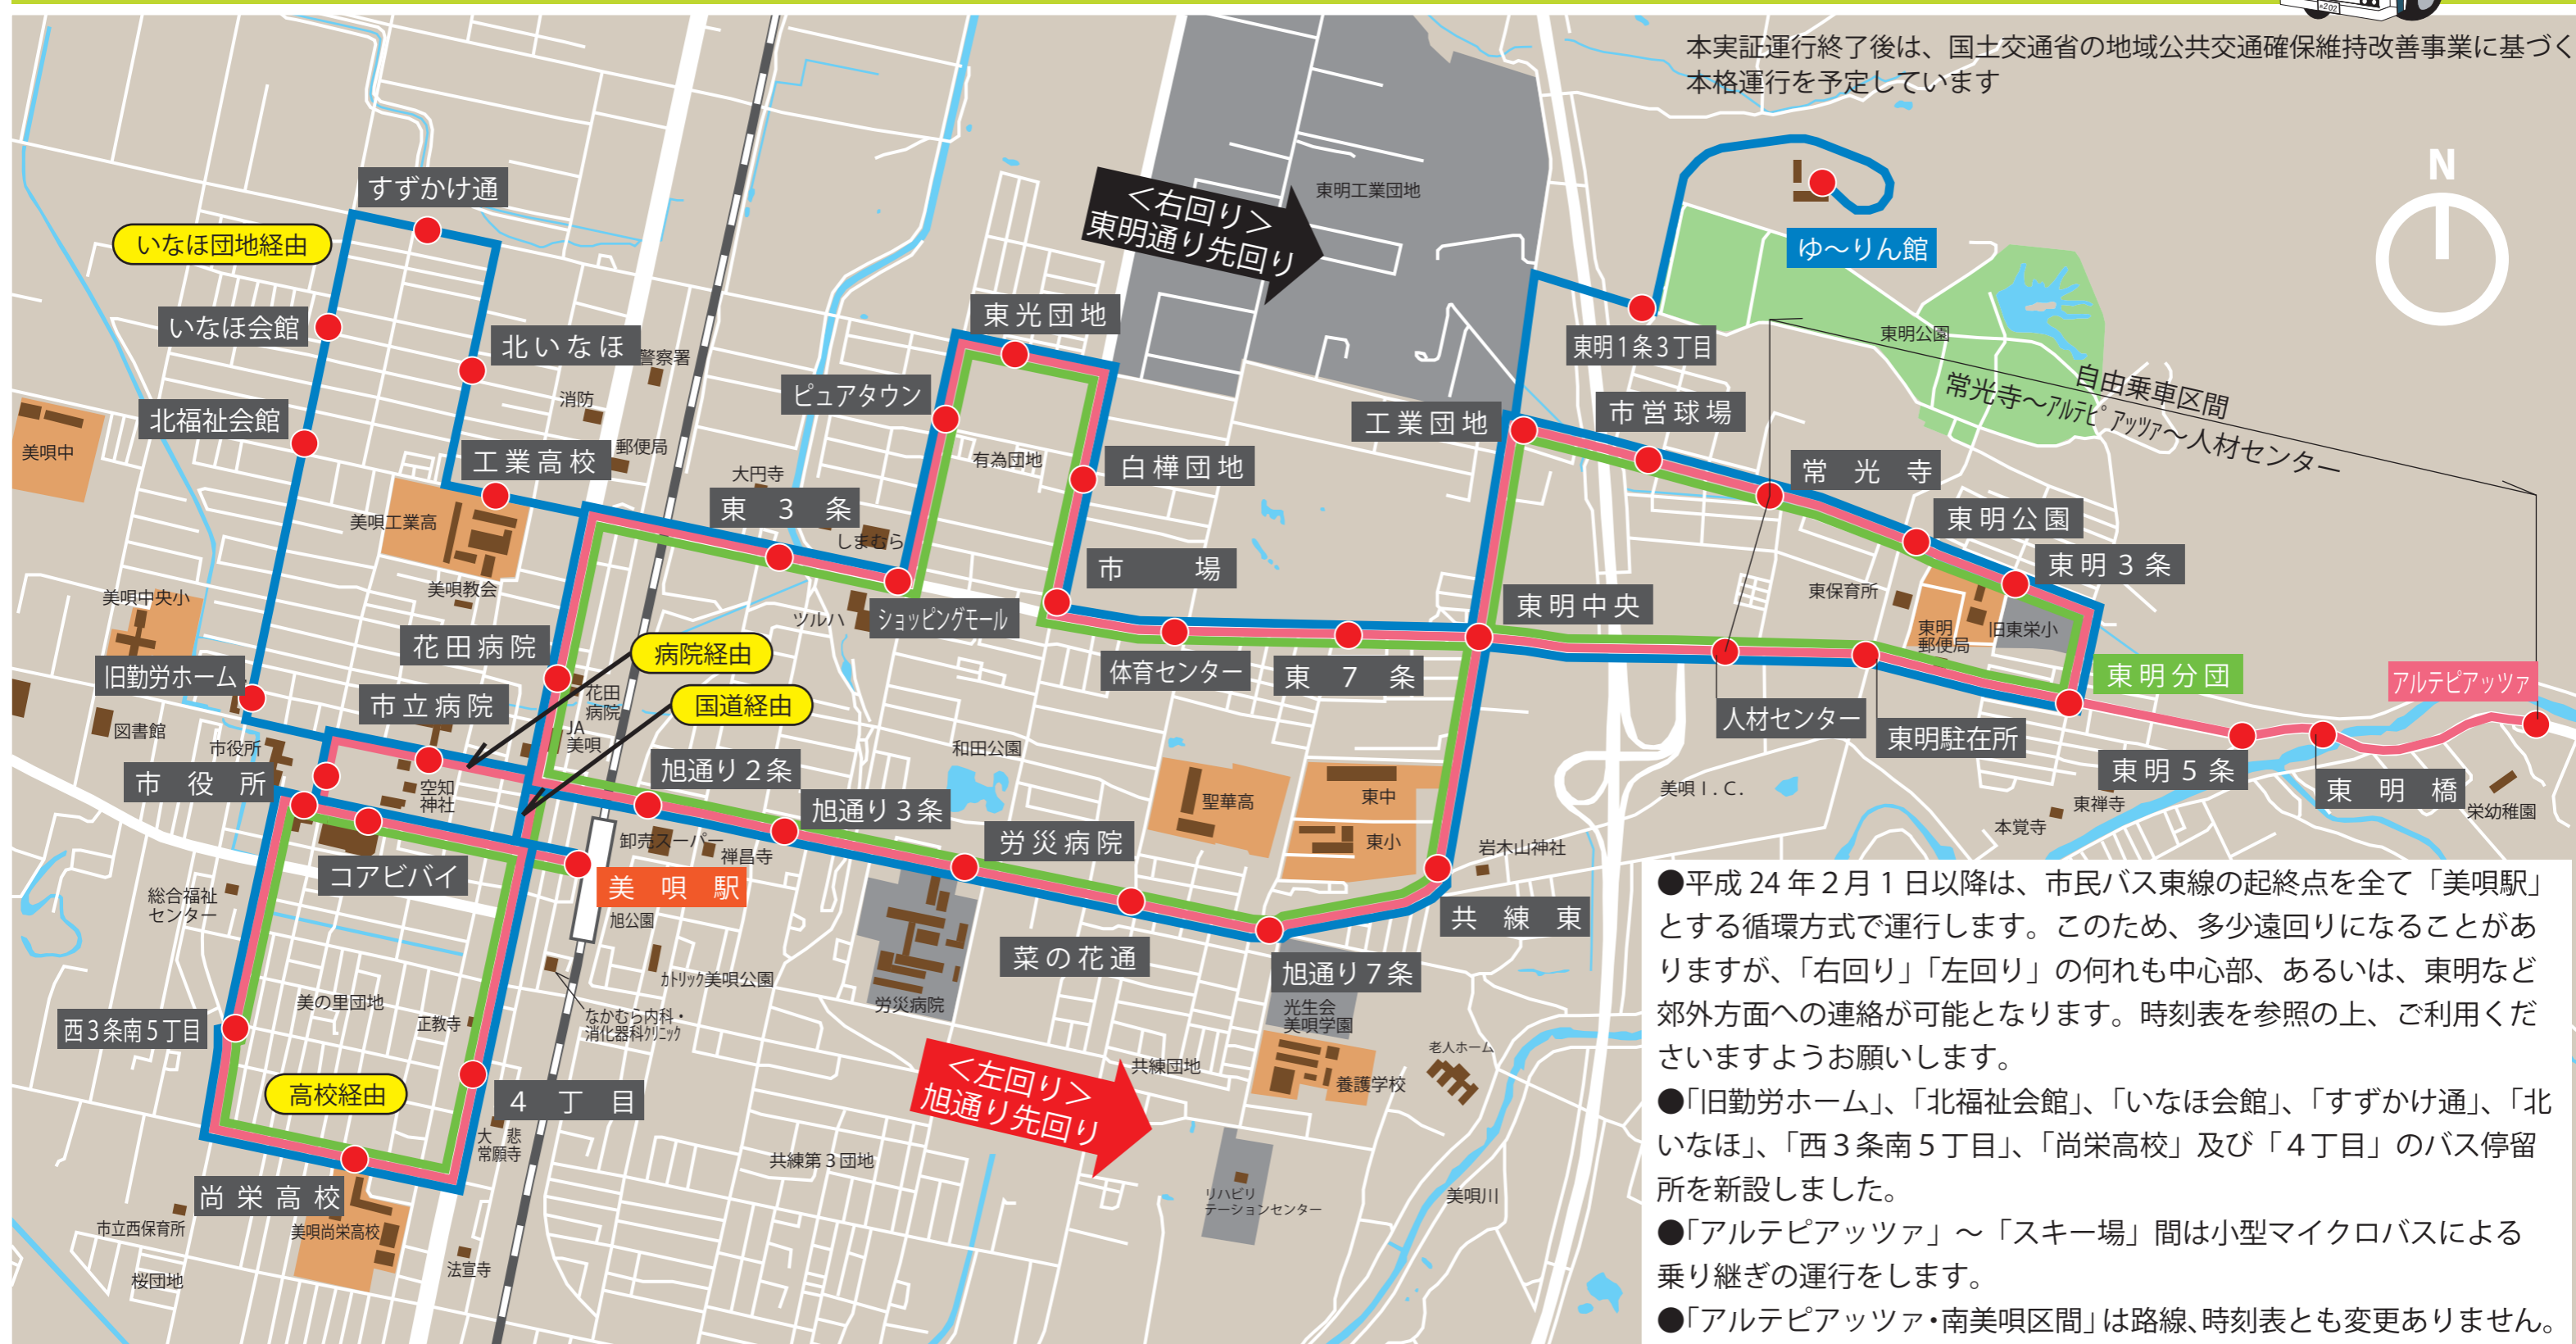 本実証運行終了後は、国土交通省の地域公共交通確保維持改善事業に基づく
本格運行を予定しています
N
すずかけ通
いなほ団地経由
いなほ会館
北いなほ
警察署
消防
北福祉会館
郵便局
工業高校
美唄中
美唄工業高
美唄教会
美唄中央小
花田病院
旧勤労ホーム
市立病院
花田
病院
JA
美唄
図書館
市役所
市役所
空知
神社
コアビバイ
病院経由
国道経由
大円寺
東3条
しまむら
ツルハ
ショッピングモール
ピュアタウン
東光団地
有為団地
白樺団地
市場
体育センター
東7条
<右回り>
東明通り先回り
東明工業団地
工業団地
東明1条3丁目
市営球場
ゆ〜りん館
東明公園
自由乗車区間
常光寺〜アルテピアッツァ〜人材センター
常光寺
東明公園
東明3条
東明中央
東保育所
東明
郵便局
旧東栄小
東明分団
アルテピアッツァ
人材センター
東明駐在所
東明5条
東明橋
東禅寺
本覚寺
栄幼稚園
美唄I.C.
旭通り2条
旭通り3条
和田公園
卸売スーパー
禅昌寺
労災病院
聖華高
東中
東小
岩木山神社
共練東
菜の花通
旭通り7条
美唄駅
旭公園
カトリック美唄公園
なかむら内科・
消化器科クリニック
労災病院
光生会
美唄学園
養護学校
老人ホーム
共練団地
<左回り>
旭通り先回り
共練第3団地
リハビリ
テーションセンター
美唄川
総合福祉
センター
美の里団地
正教寺
西3条南5丁目
高校経由
4丁目
大悲
常願寺
尚栄高校
市立西保育所
美唄尚栄高校
法宣寺
桜団地
●平成24年2月1日以降は、市民バス東線の起終点を全て「美唄駅」
とする循環方式で運行します。このため、多少遠回りになることがあ
りますが、「右回り」「左回り」の何れも中心部、あるいは、東明など
郊外方面への連絡が可能となります。時刻表を参照の上、ご利用くだ
さいますようお願いします。
●「旧勤労ホーム」、「北福祉会館」、「いなほ会館」、「すずかけ通」、「北
いなほ」、「西3条南5丁目」、「尚栄高校」及び「4丁目」のバス停留
所を新設しました。
●「アルテピアッツァ」〜「スキー場」間は小型マイクロバスによる
乗り継ぎの運行をします。
●「アルテピアッツァ・南美唄区間」は路線、時刻表とも変更ありません。